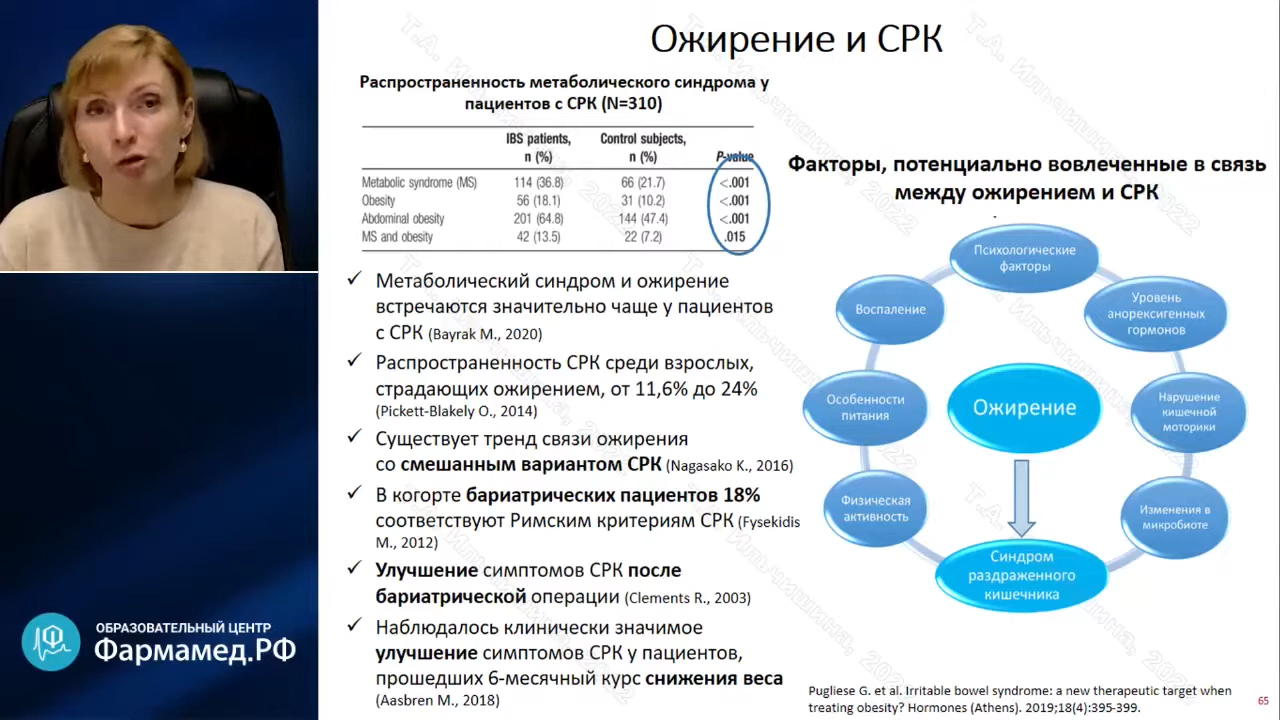 Ожирение и СРК
Распространенность метаболического синдрома у
пациентов с СРК (N=310)
IBS patients, Control subjects,
n (%) n (%) P-value
Metabolic syndrome (MS) 114 (36.8) 66 (21.7) <.001
Obesity 56 (18.1) 31 (10.2) <.001
Abdominal obesity 201 (64.8) 144 (47.4) <.001
MS and obesity 42 (13.5) 22 (7.2) .015
✓ Метаболический синдром и ожирение
встречаются значительно чаще у пациентов
с СРК (Bayrak M., 2020)
✓ Распространенность СРК среди взрослых,
страдающих ожирением, от 11,6% до 24%
(Pickett-Blakely O., 2014)
✓ Существует тренд связи ожирения
со смешанным вариантом СРК (Nagasako K., 2016)
✓ В когорте бариатрических пациентов 18%
соответствуют Римским критериям СРК (Fysekidis
M., 2012)
✓ Улучшение симптомов СРК после
бариатрической операции (Clements R., 2003)
✓ Наблюдалось клинически значимое
улучшение симптомов СРК у пациентов,
прошедших 6-месячный курс снижения веса
(Aasbren M., 2018)
Факторы, потенциально вовлеченные в связь
между ожирением и СРК
Психологические
факторы
Уровень
анорексигенных
гормонов
Нарушение
кишечной
моторики
Изменения в
микробиоте
Синдром
раздраженного
кишечника
Физическая
активность
Особенности
питания
Воспаление
Ожирение
Pugliese G. et al. Irritable bowel syndrome: a new therapeutic target when
treating obesity? Hormones (Athens). 2019;18(4):395-399.
65
ОБРАЗОВАТЕЛЬНЫЙ ЦЕНТР
Фармамед.РФ
Т.А. Ильчишина, 2022